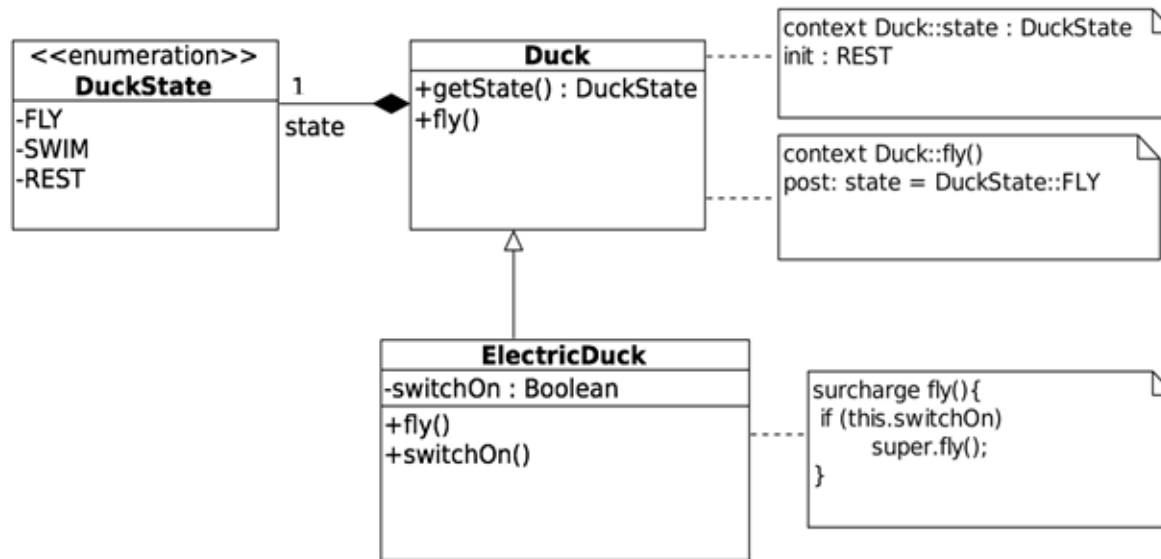 <<enumeration>>
DuckState
-FLY
-SWIM
-REST
1
state
Duck
+getState() : DuckState
+fly()
context Duck::state : DuckState
init : REST
context Duck::fly()
post: state = DuckState::FLY
ElectricDuck
-switchOn : Boolean
+fly()
+switchOn()
surcharge fly(){
if (this.switchOn)
super.fly();
}